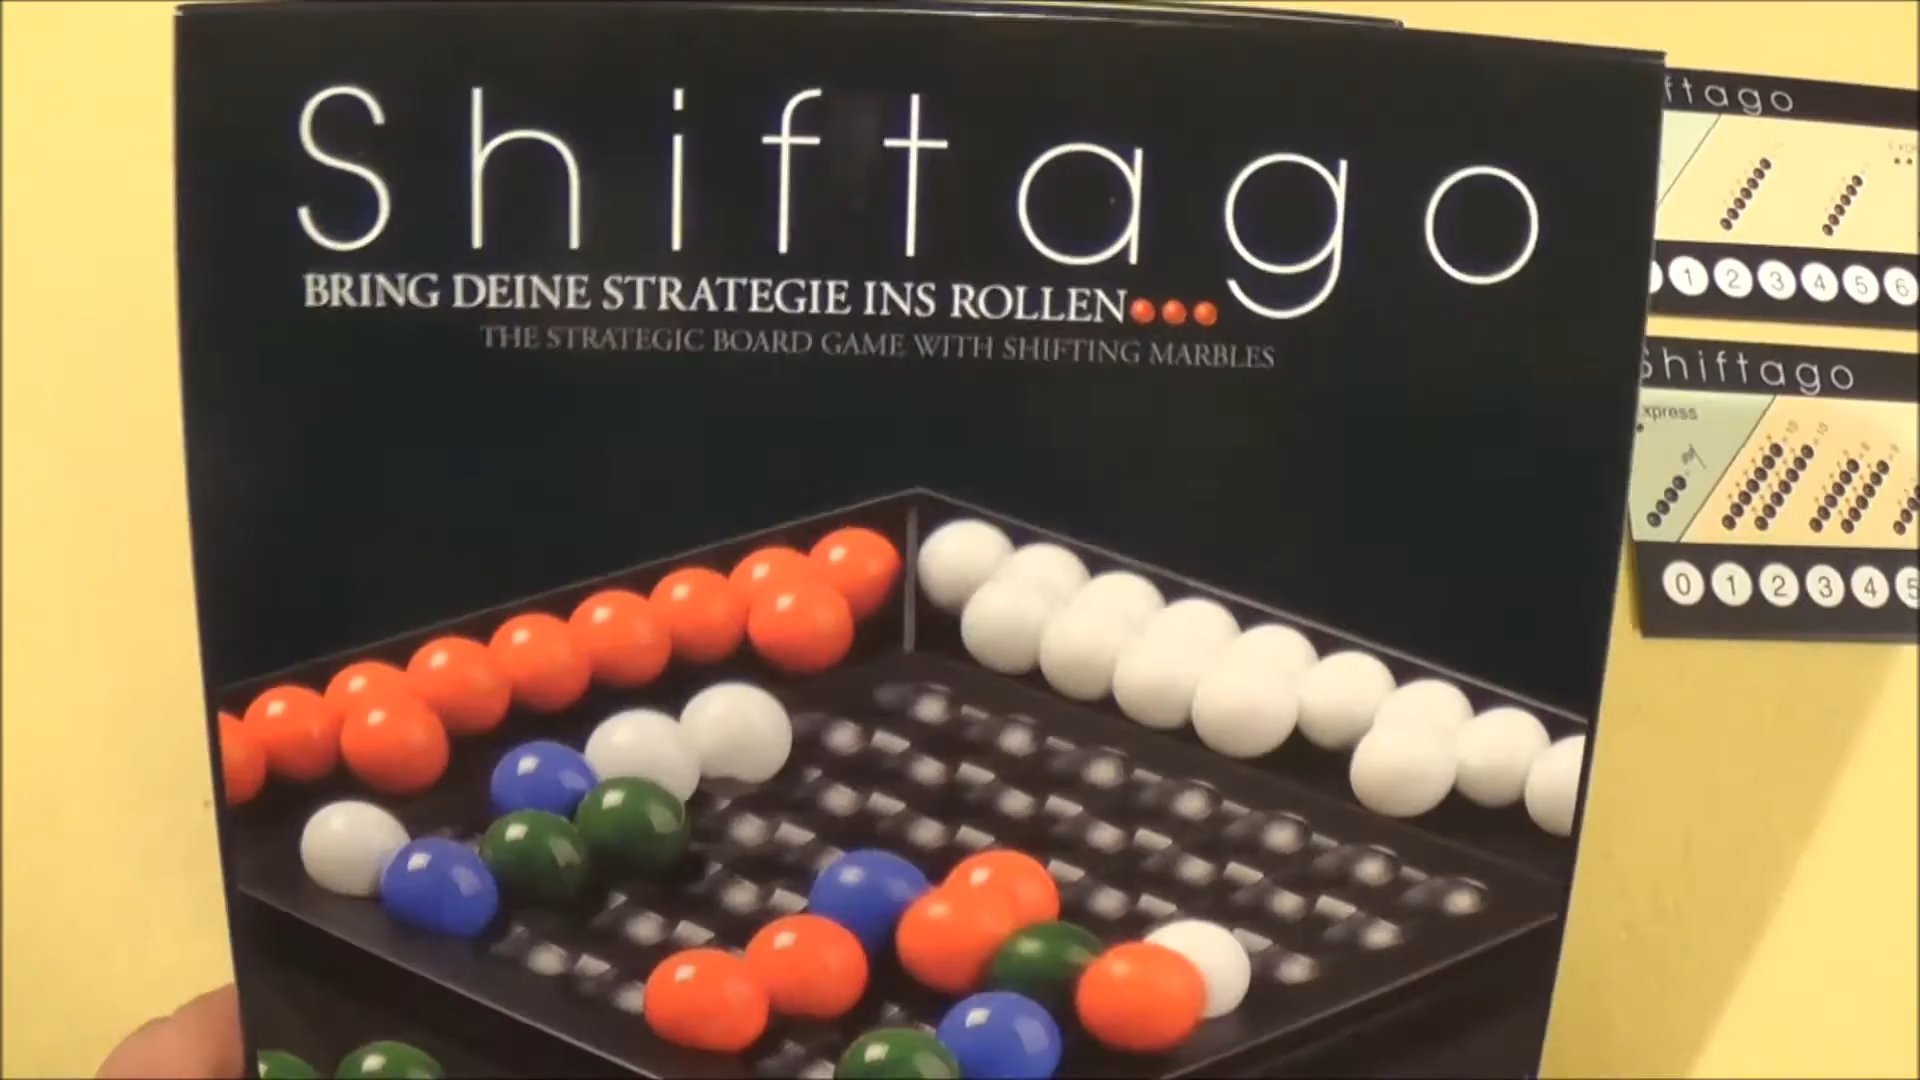 Shiftago
BRING DEINE STRATEGIE INS ROLLEN...
THE STRATEGIC BOARD GAME WITH SHIFTING MARBLES
ftago
1 2 3 4 5 6
Shiftago
xpress
0 1 2 3 4 5